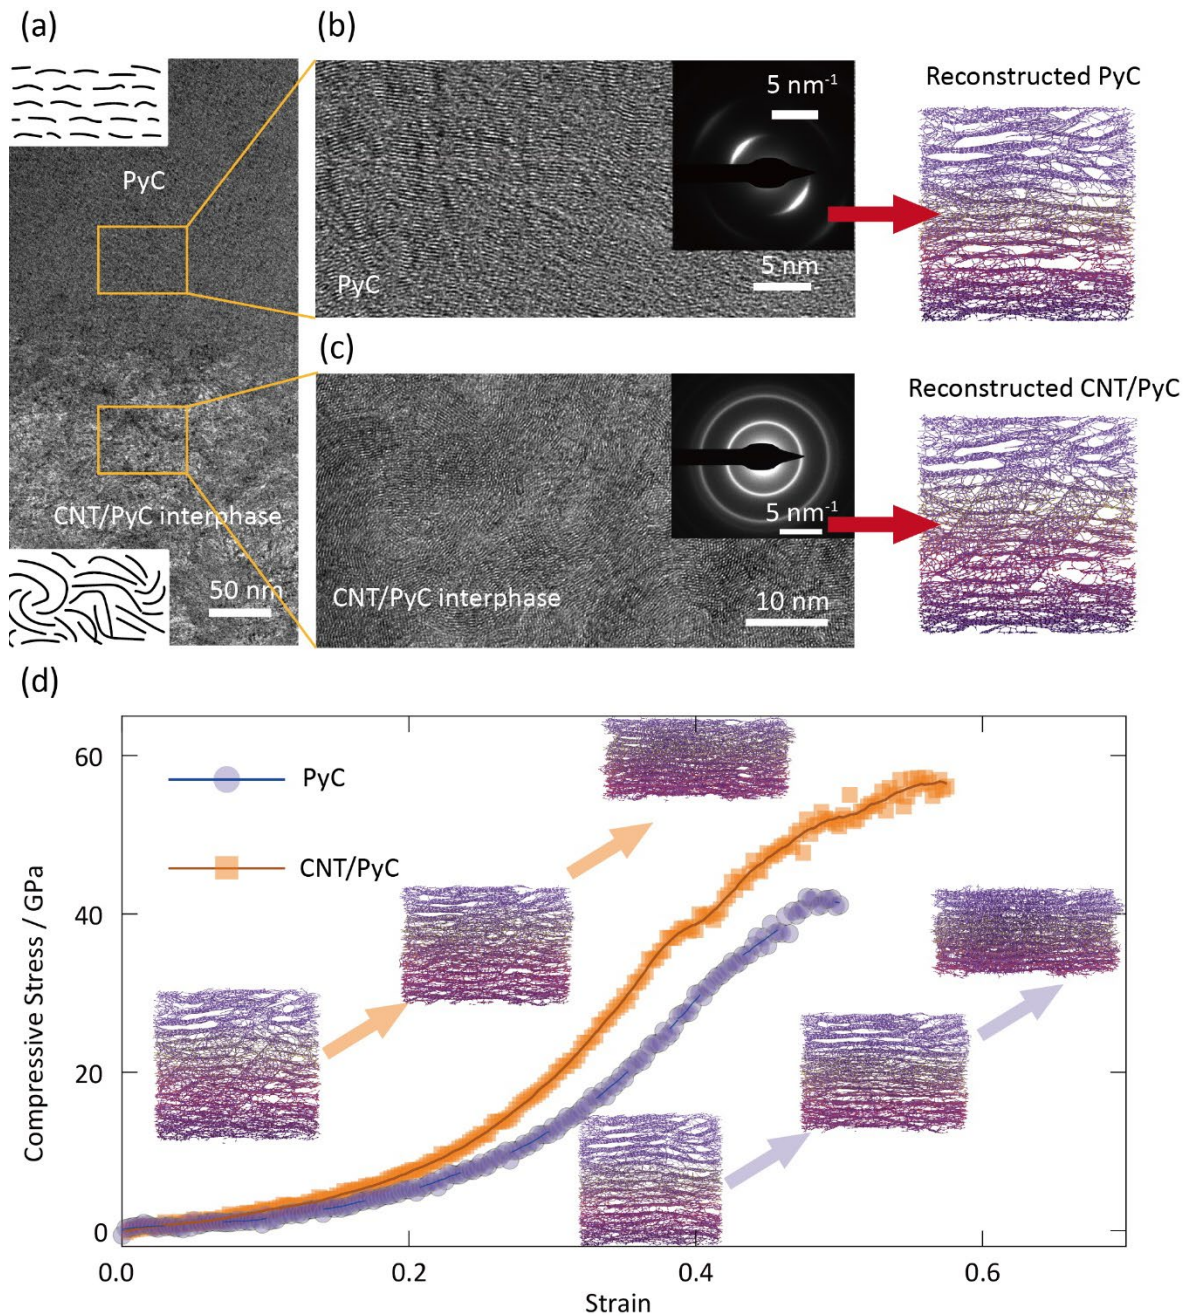 (a)
(b)
PyC
5 nm⁻¹
PyC
5 nm
Reconstructed PyC
(c)
CNT/PyC interphase
50 nm
5 nm⁻¹
CNT/PyC interphase
10 nm
Reconstructed CNT/PyC
(d)
Compressive Stress / GPa
60
40
20
0
PyC
CNT/PyC
0.0
0.2
0.4
0.6
Strain